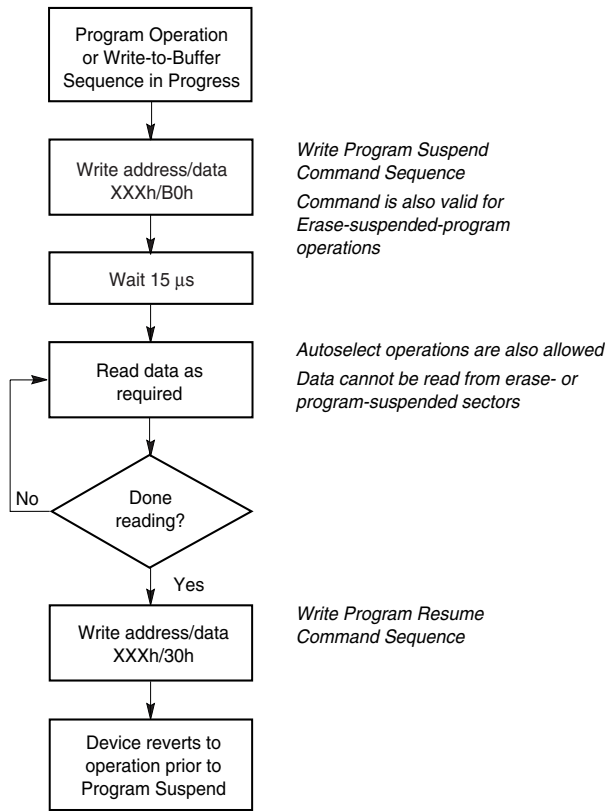 Program Operation
or Write-to-Buffer
Sequence in Progress
Write address/data
XXXh/B0h
Write Program Suspend
Command Sequence
Command is also valid for
Erase-suspended-program
operations
Wait 15 μs
Read data as
required
Autoselect operations are also allowed
Data cannot be read from erase- or
program-suspended sectors
No
Done
reading?
Yes
Write address/data
XXXh/30h
Write Program Resume
Command Sequence
Device reverts to
operation prior to
Program Suspend